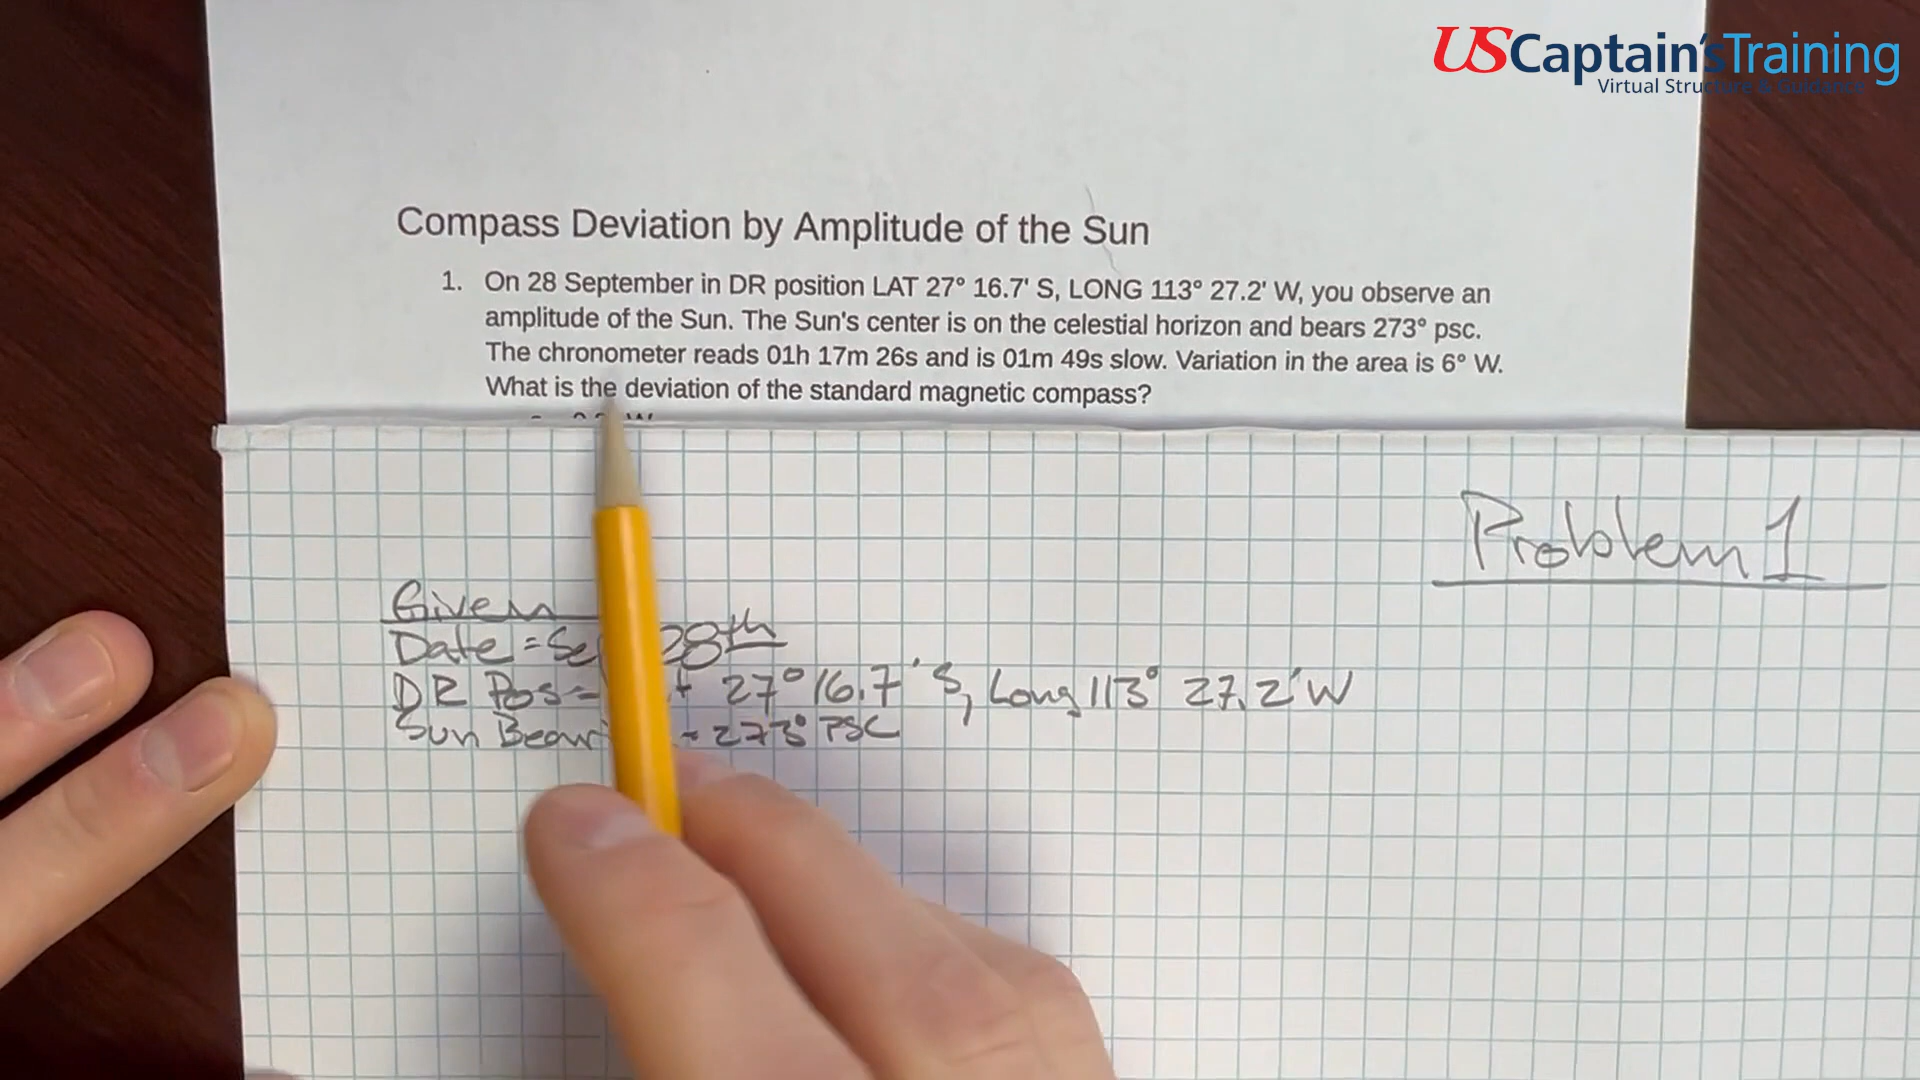 USCaptain'sTraining
Virtual Structure & Guidance
Compass Deviation by Amplitude of the Sun
1. On 28 September in DR position LAT 27° 16.7' S, LONG 113° 27.2' W, you observe an
amplitude of the Sun. The Sun's center is on the celestial horizon and bears 273° psc.
The chronometer reads 01h 17m 26s and is 01m 49s slow. Variation in the area is 6° W.
What is the deviation of the standard magnetic compass?
Problem 1
Given
Date = 28th
DR Pos = 27° 16.7' S, Long 113° 27.2' W
Sun 273° PSC